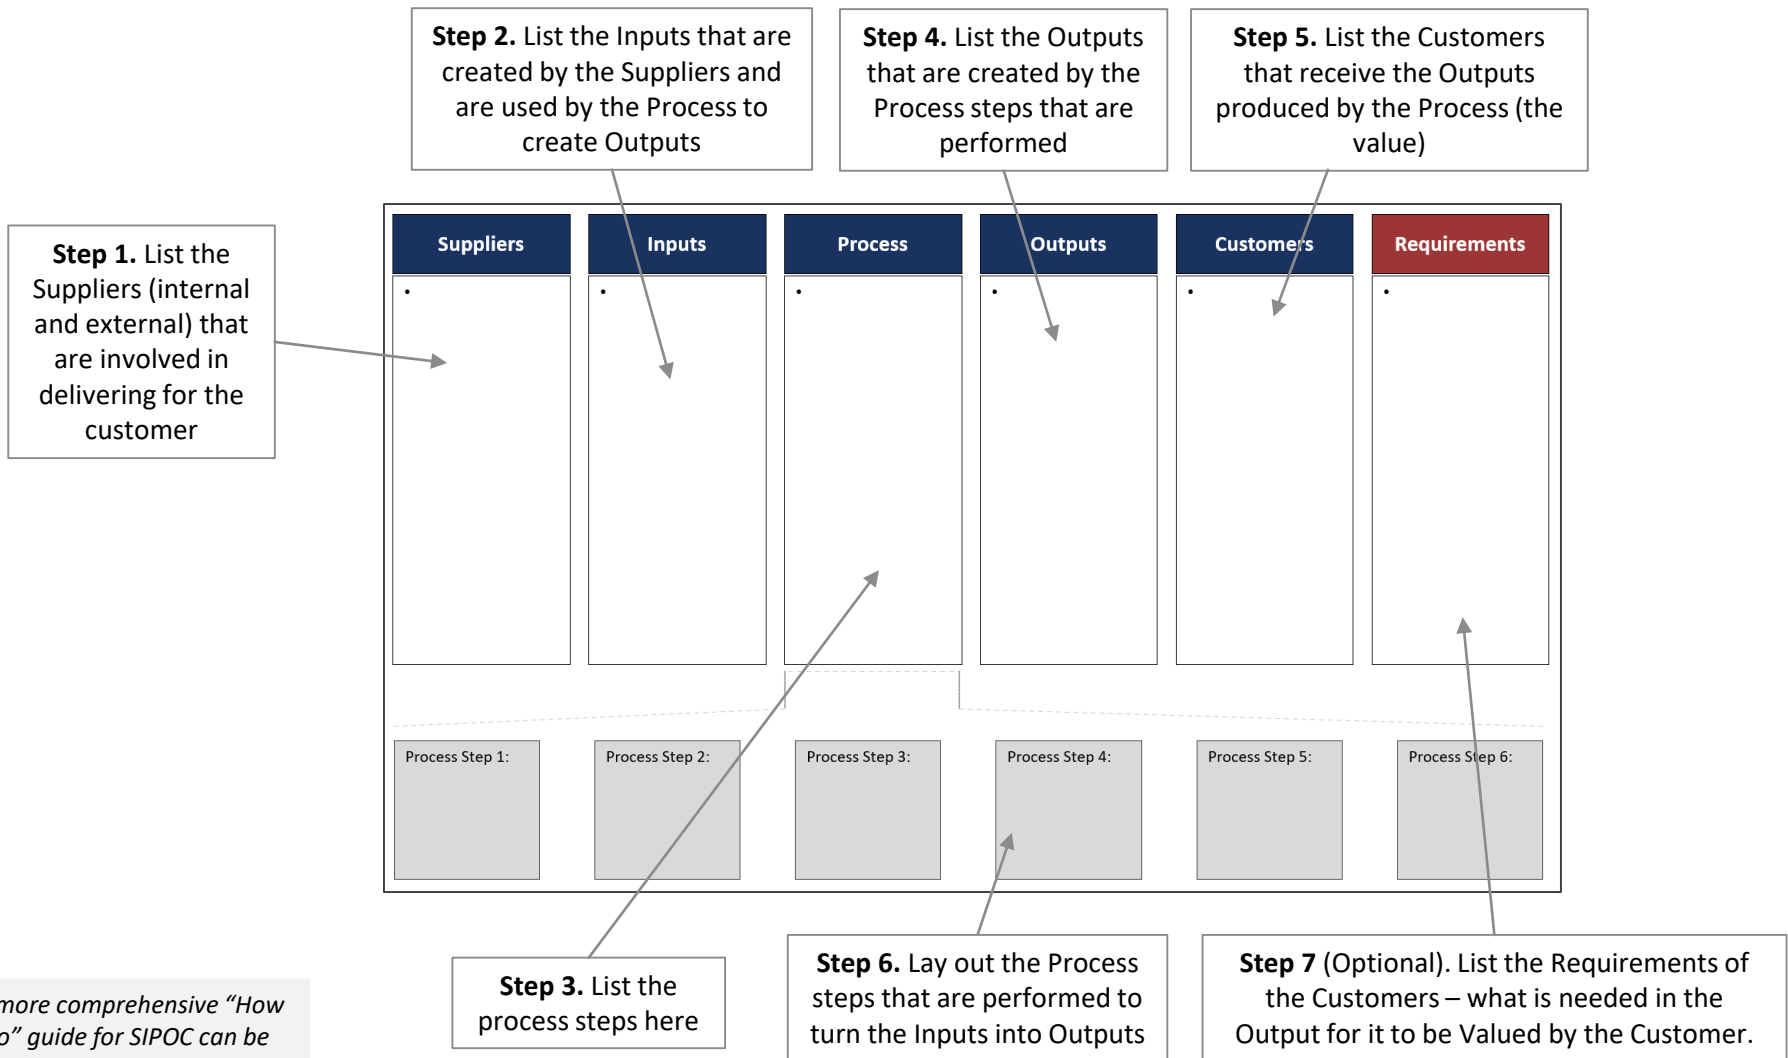 Step 2. List the Inputs that are
created by the Suppliers and
are used by the Process to
create Outputs
Step 4. List the Outputs
that are created by the
Process steps that are
performed
Step 5. List the Customers
that receive the Outputs
produced by the Process (the
value)
Step 1. List the
Suppliers (internal
and external) that
are involved in
delivering for the
customer
Suppliers
Inputs
Process
Outputs
Customers
Requirements
•
•
•
•
•
•
Process Step 1:
Process Step 2:
Process Step 3:
Process Step 4:
Process Step 5:
Process Step 6:
Step 3. List the
process steps here
Step 6. Lay out the Process
steps that are performed to
turn the Inputs into Outputs
Step 7 (Optional). List the Requirements of
the Customers – what is needed in the
Output for it to be Valued by the Customer.
more comprehensive “How
o” guide for SIPOC can be